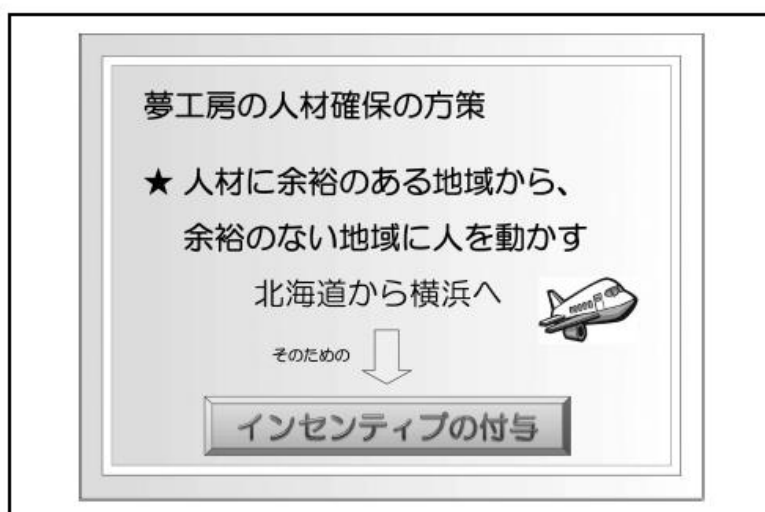 夢工房の人材確保の方策
★ 人材に余裕のある地域から、
余裕のない地域に人を動かす
北海道から横浜へ
そのための
インセンティブの付与